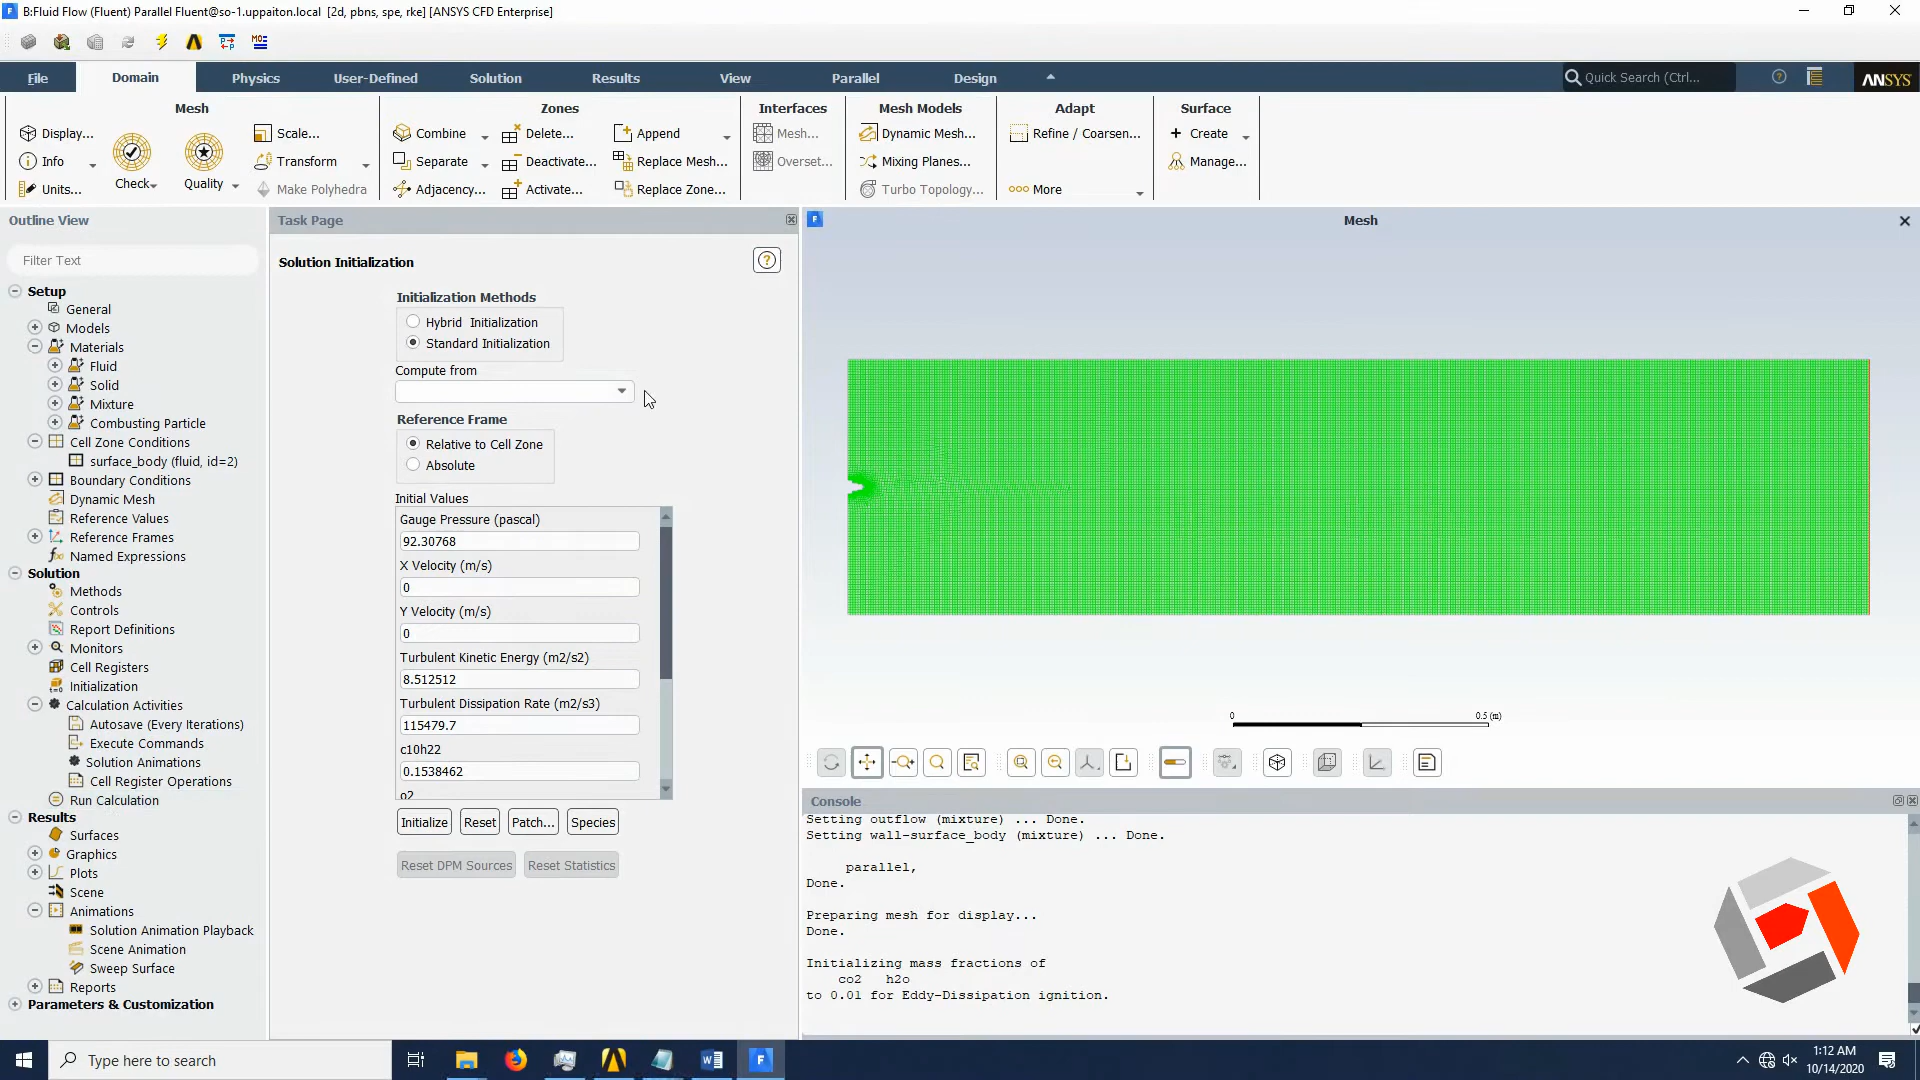 B:Fluid Flow (Fluent) Parallel Fluent@so-1.uppaiton.local [2d, pbns, spe, rke] [ANSYS CFD Enterprise]
File Domain Physics User-Defined Solution Results View Parallel Design Quick Search (Ctrl... ANSYS
Mesh
Display...
Info
Units...
Check
Quality
Scale...
Transform
Make Polyhedra
Zones
Combine
Separate
Adjacency...
Delete...
Deactivate...
Activate...
Append
Replace Mesh...
Replace Zone...
Interfaces
Mesh...
Overset...
Mesh Models
Dynamic Mesh...
Mixing Planes...
Turbo Topology...
Adapt
Refine / Coarsen...
More
Surface
Create
Manage...
Outline View
Filter Text
Setup
General
Models
Materials
Fluid
Solid
Mixture
Combusting Particle
Cell Zone Conditions
surface_body (fluid, id=2)
Boundary Conditions
Dynamic Mesh
Reference Values
Reference Frames
Named Expressions
Solution
Methods
Controls
Report Definitions
Monitors
Cell Registers
Initialization
Calculation Activities
Autosave (Every Iterations)
Execute Commands
Solution Animations
Cell Register Operations
Run Calculation
Results
Surfaces
Graphics
Plots
Scene
Animations
Solution Animation Playback
Scene Animation
Sweep Surface
Reports
Parameters & Customization
Task Page
Solution Initialization
Initialization Methods
Hybrid Initialization
Standard Initialization
Compute from
Reference Frame
Relative to Cell Zone
Absolute
Initial Values
Gauge Pressure (pascal)
92.30768
X Velocity (m/s)
0
Y Velocity (m/s)
0
Turbulent Kinetic Energy (m2/s2)
8.512512
Turbulent Dissipation Rate (m2/s3)
115479.7
c10h22
0.1538462
o2
Initialize Reset Patch... Species
Reset DPM Sources Reset Statistics
Mesh
0 0.5 (m)
Console
Setting outflow (mixture) ... Done.
Setting wall-surface_body (mixture) ... Done.
parallel,
Done.
Preparing mesh for display...
Done.
Initializing mass fractions of
co2 h2o
to 0.01 for Eddy-Dissipation ignition.
Type here to search
1:12 AM
10/14/2020